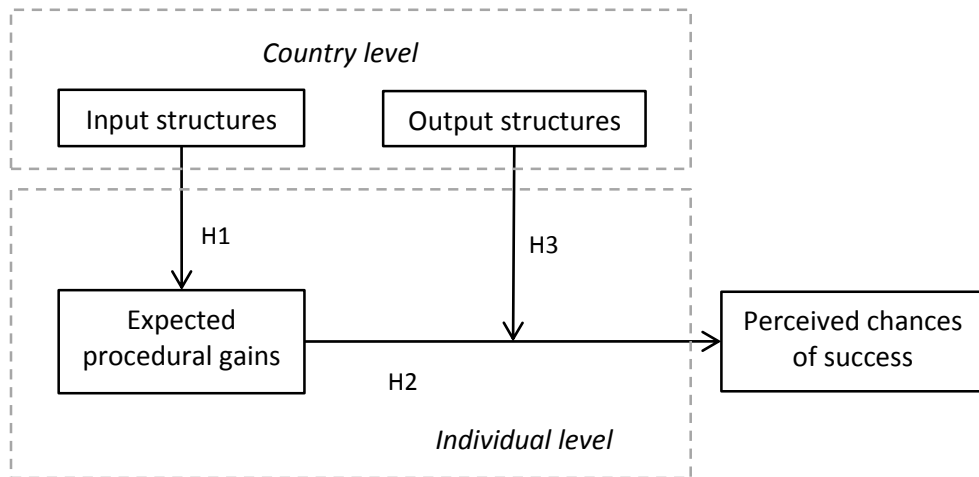 Country level
Input structures
Output structures
H1
H3
Expected
procedural gains
Perceived chances
of success
H2
Individual level